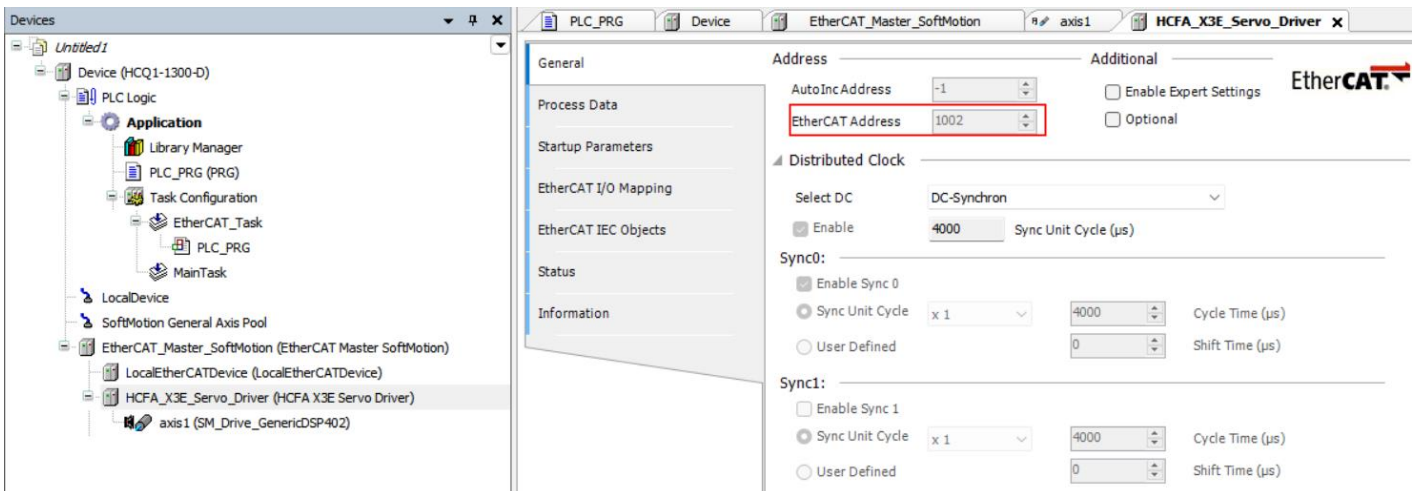 Devices
Untitled1
Device (HCQ1-1300-D)
PLC Logic
Application
Library Manager
PLC_PRG (PRG)
Task Configuration
EtherCAT_Task
PLC_PRG
MainTask
LocalDevice
SoftMotion General Axis Pool
EtherCAT_Master_SoftMotion (EtherCAT Master SoftMotion)
LocalEtherCATDevice (LocalEtherCATDevice)
HCFA_X3E_Servo_Driver (HCFA X3E Servo Driver)
axis1 (SM_Drive_GenericDSP402)
PLC_PRG Device EtherCAT_Master_SoftMotion axis1 HCFA_X3E_Servo_Driver X
General
Process Data
Startup Parameters
EtherCAT I/O Mapping
EtherCAT IEC Objects
Status
Information
Address Additional
AutoInc Address -1 Enable Expert Settings EtherCAT.
EtherCAT Address 1002 Optional
Distributed Clock
Select DC DC-Synchron
Enable 4000 Sync Unit Cycle (µs)
Sync0:
Enable Sync 0
Sync Unit Cycle x 1 4000 Cycle Time (µs)
User Defined 0 Shift Time (µs)
Sync1:
Enable Sync 1
Sync Unit Cycle x 1 4000 Cycle Time (µs)
User Defined 0 Shift Time (µs)